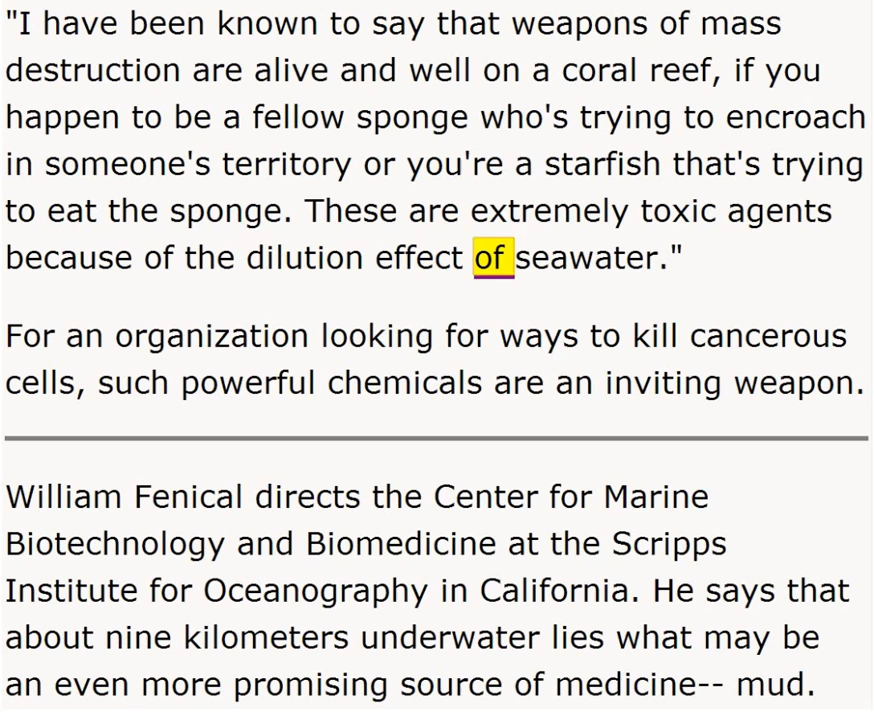 "I have been known to say that weapons of mass
destruction are alive and well on a coral reef, if you
happen to be a fellow sponge who's trying to encroach
in someone's territory or you're a starfish that's trying
to eat the sponge. These are extremely toxic agents
because of the dilution effect of seawater."
For an organization looking for ways to kill cancerous
cells, such powerful chemicals are an inviting weapon.
William Fenical directs the Center for Marine
Biotechnology and Biomedicine at the Scripps
Institute for Oceanography in California. He says that
about nine kilometers underwater lies what may be
an even more promising source of medicine-- mud.